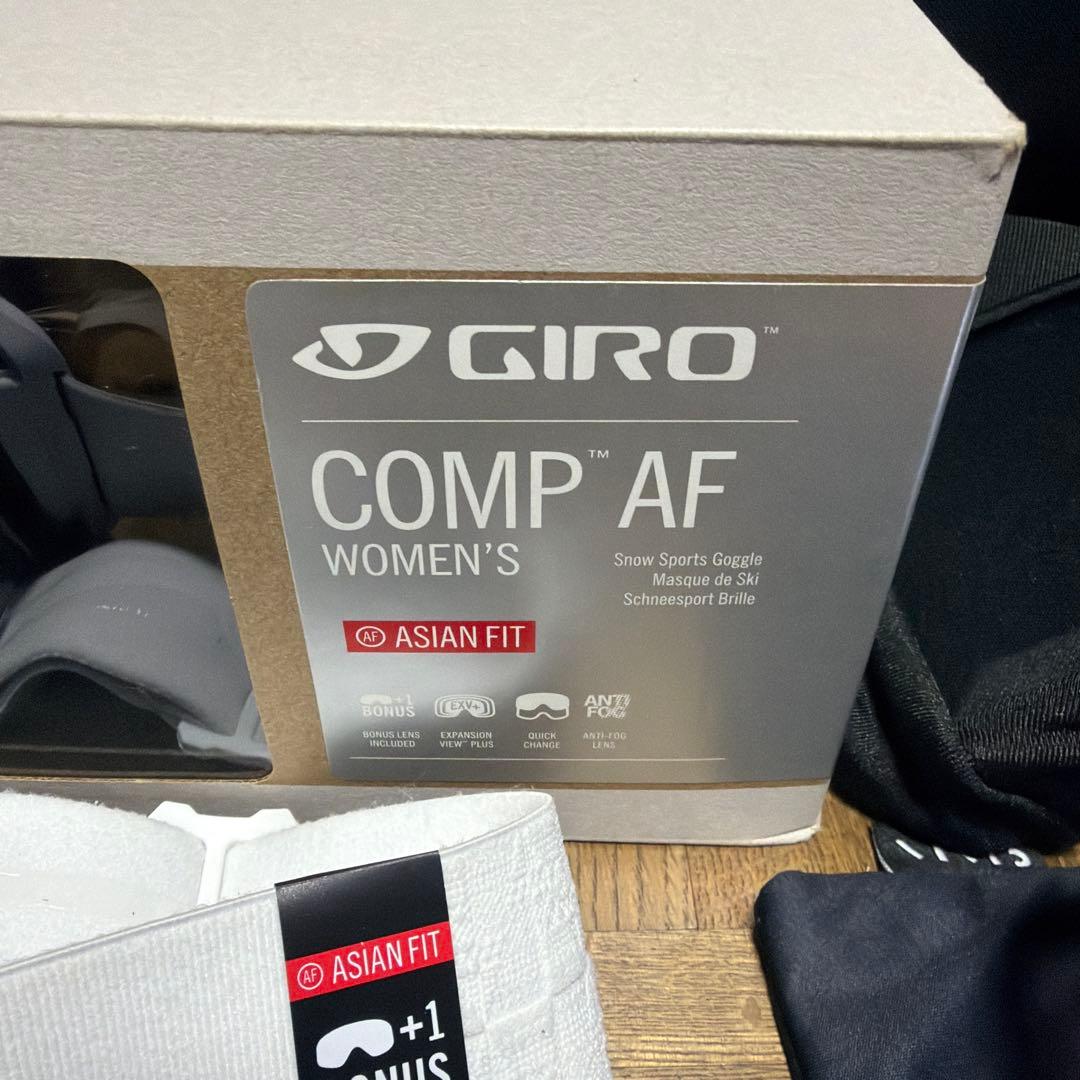 GIRO™
COMP™ AF
WOMEN'S
Snow Sports Goggle
Masque de Ski
Schneesport Brille
AF ASIAN FIT
+1
BONUS
EXV+
ANTI
FOG
BONUS LENS
INCLUDED
EXPANSION
VIEW™ PLUS
QUICK
CHANGE
ANTI-FOG
LENS
AF ASIAN FIT
+1
BONUS